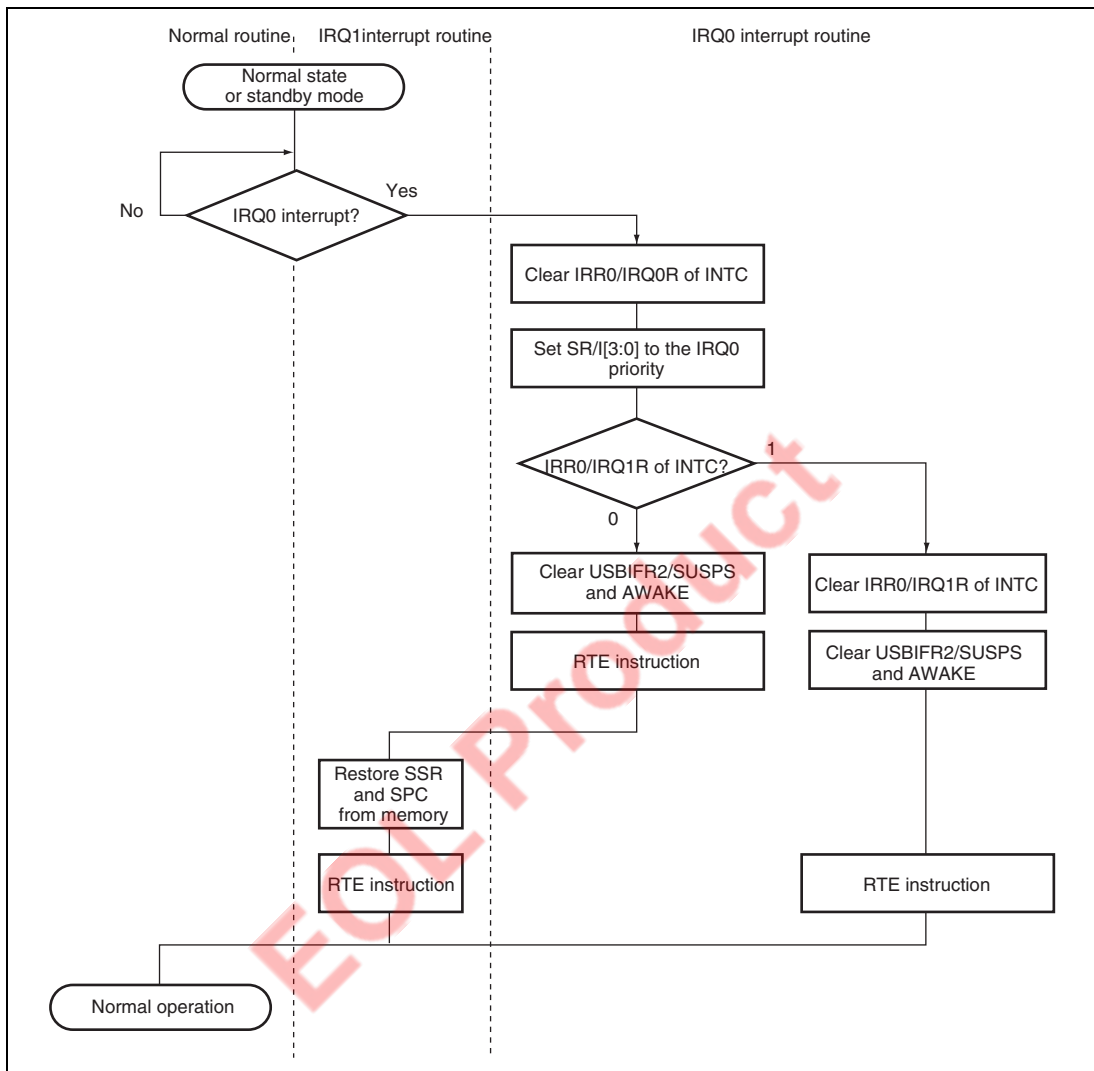 Normal routine
IRQ1interrupt routine
IRQ0 interrupt routine
Normal state
or standby mode
Yes
No
IRQ0 interrupt?
Clear IRR0/IRQ0R of INTC
Set SR/I[3:0] to the IRQ0
priority
1
IRR0/IRQ1R of INTC?
0
Clear USBIFR2/SUSPS
and AWAKE
Clear IRR0/IRQ1R of INTC
RTE instruction
Clear USBIFR2/SUSPS
and AWAKE
Restore SSR
and SPC
from memory
RTE instruction
RTE instruction
Normal operation
EOL Product